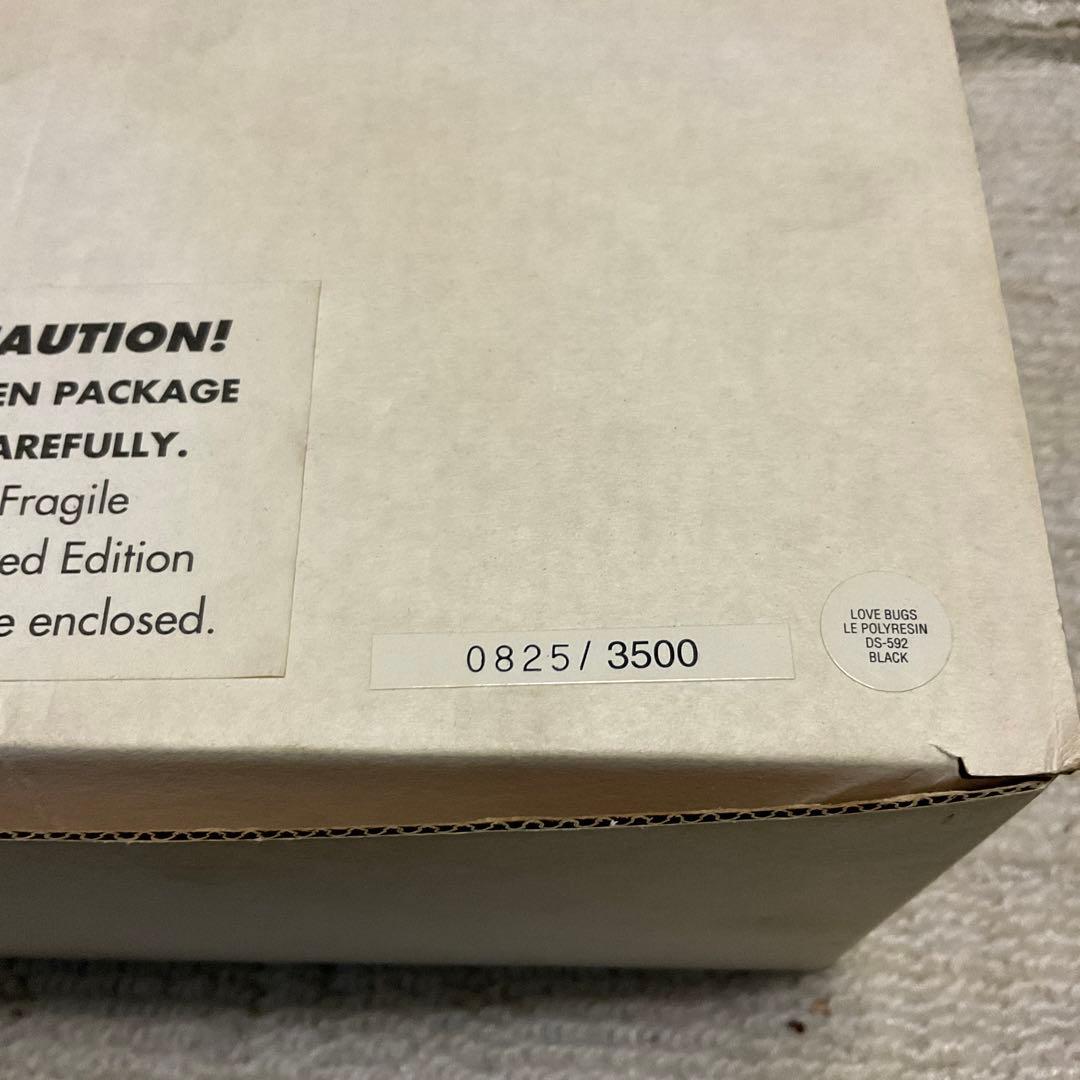 AUTION!
EN PACKAGE
AREFULLY.
Fragile
ed Edition
e enclosed.
0825/ 3500
LOVE BUGS
LE POLYRESIN
DS-592
BLACK